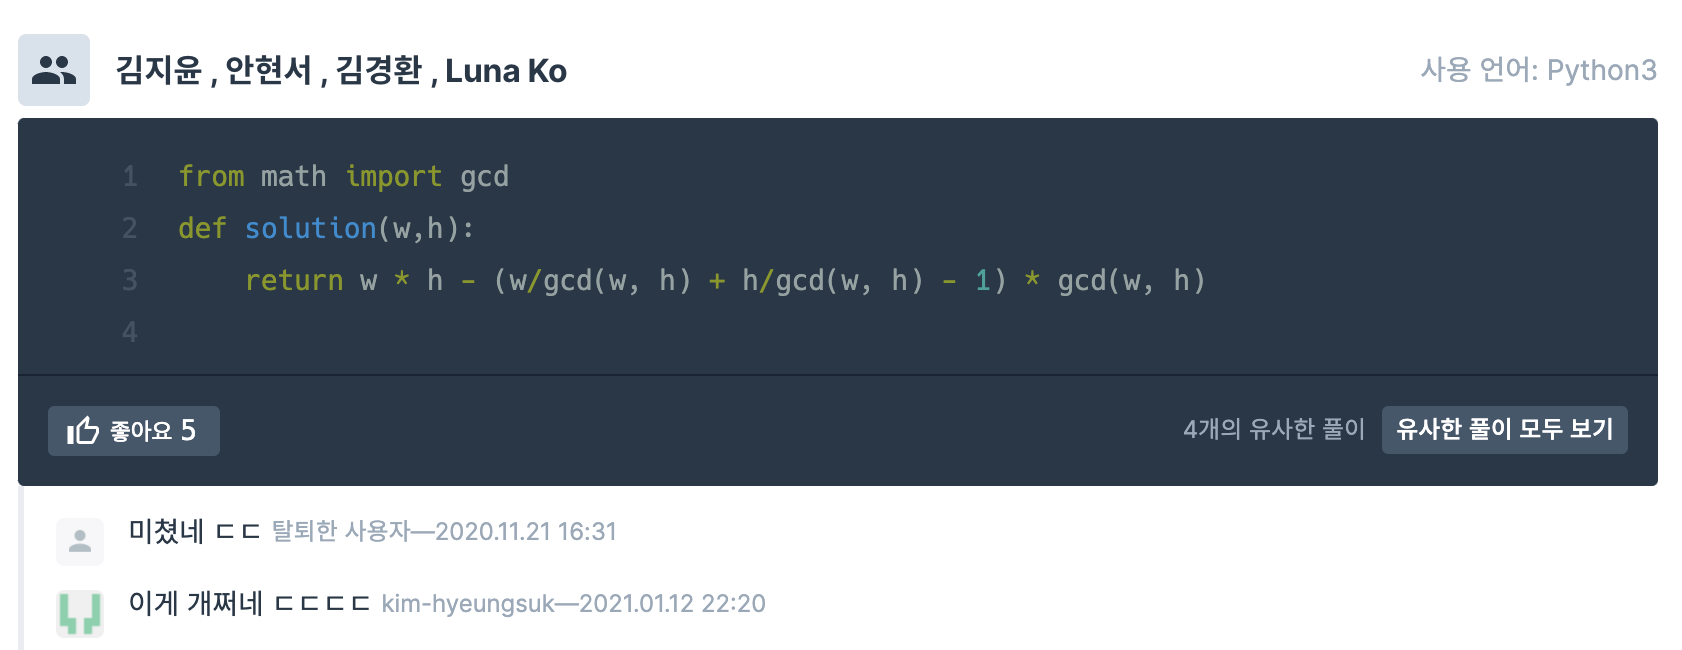 김지윤 , 안현서 , 김경환 , Luna Ko
사용 언어: Python3
1 from math import gcd
2 def solution(w,h):
3     return w * h - (w/gcd(w, h) + h/gcd(w, h) - 1) * gcd(w, h)
4
좋아요 5
4개의 유사한 풀이
유사한 풀이 모두 보기
미쳤네 ㄷㄷ 탈퇴한 사용자—2020.11.21 16:31
이게 개쩌네 ㄷㄷㄷㄷ kim-hyeungsuk—2021.01.12 22:20